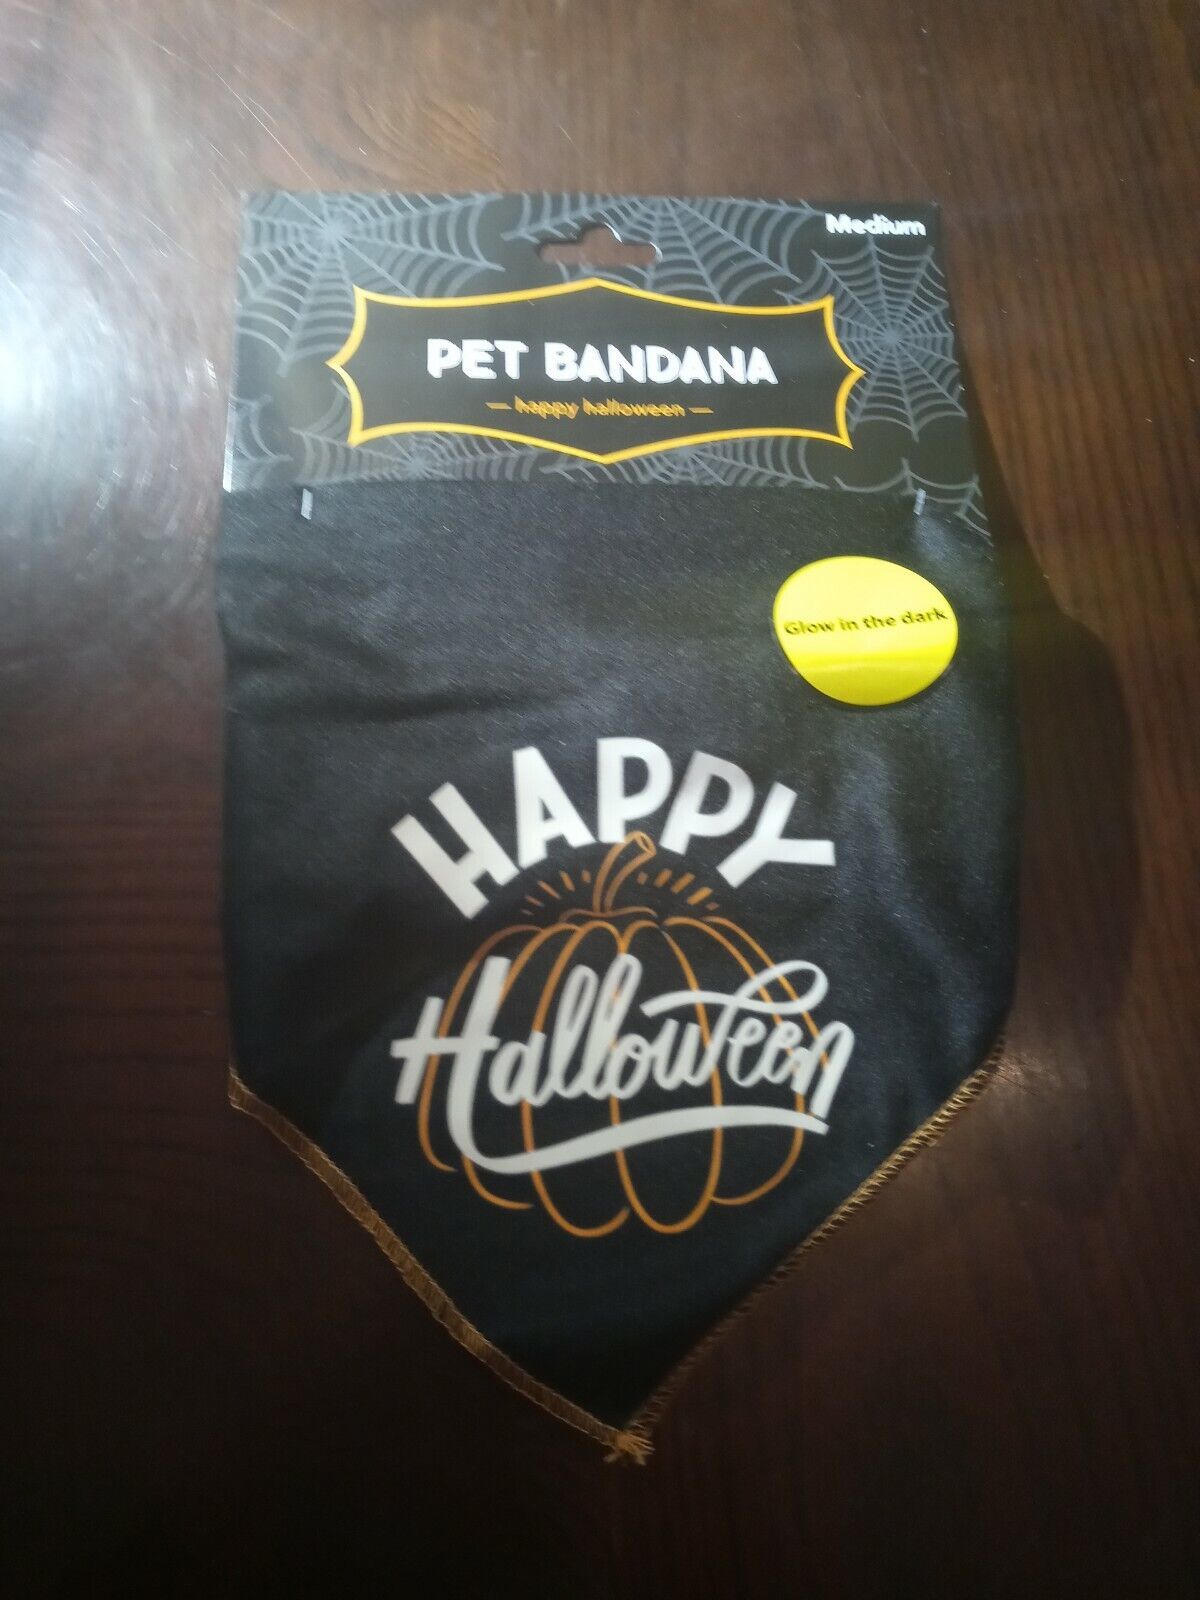 Medium
PET BANDANA
— happy halloween —
Glow in the dark
HAPPY
Halloween